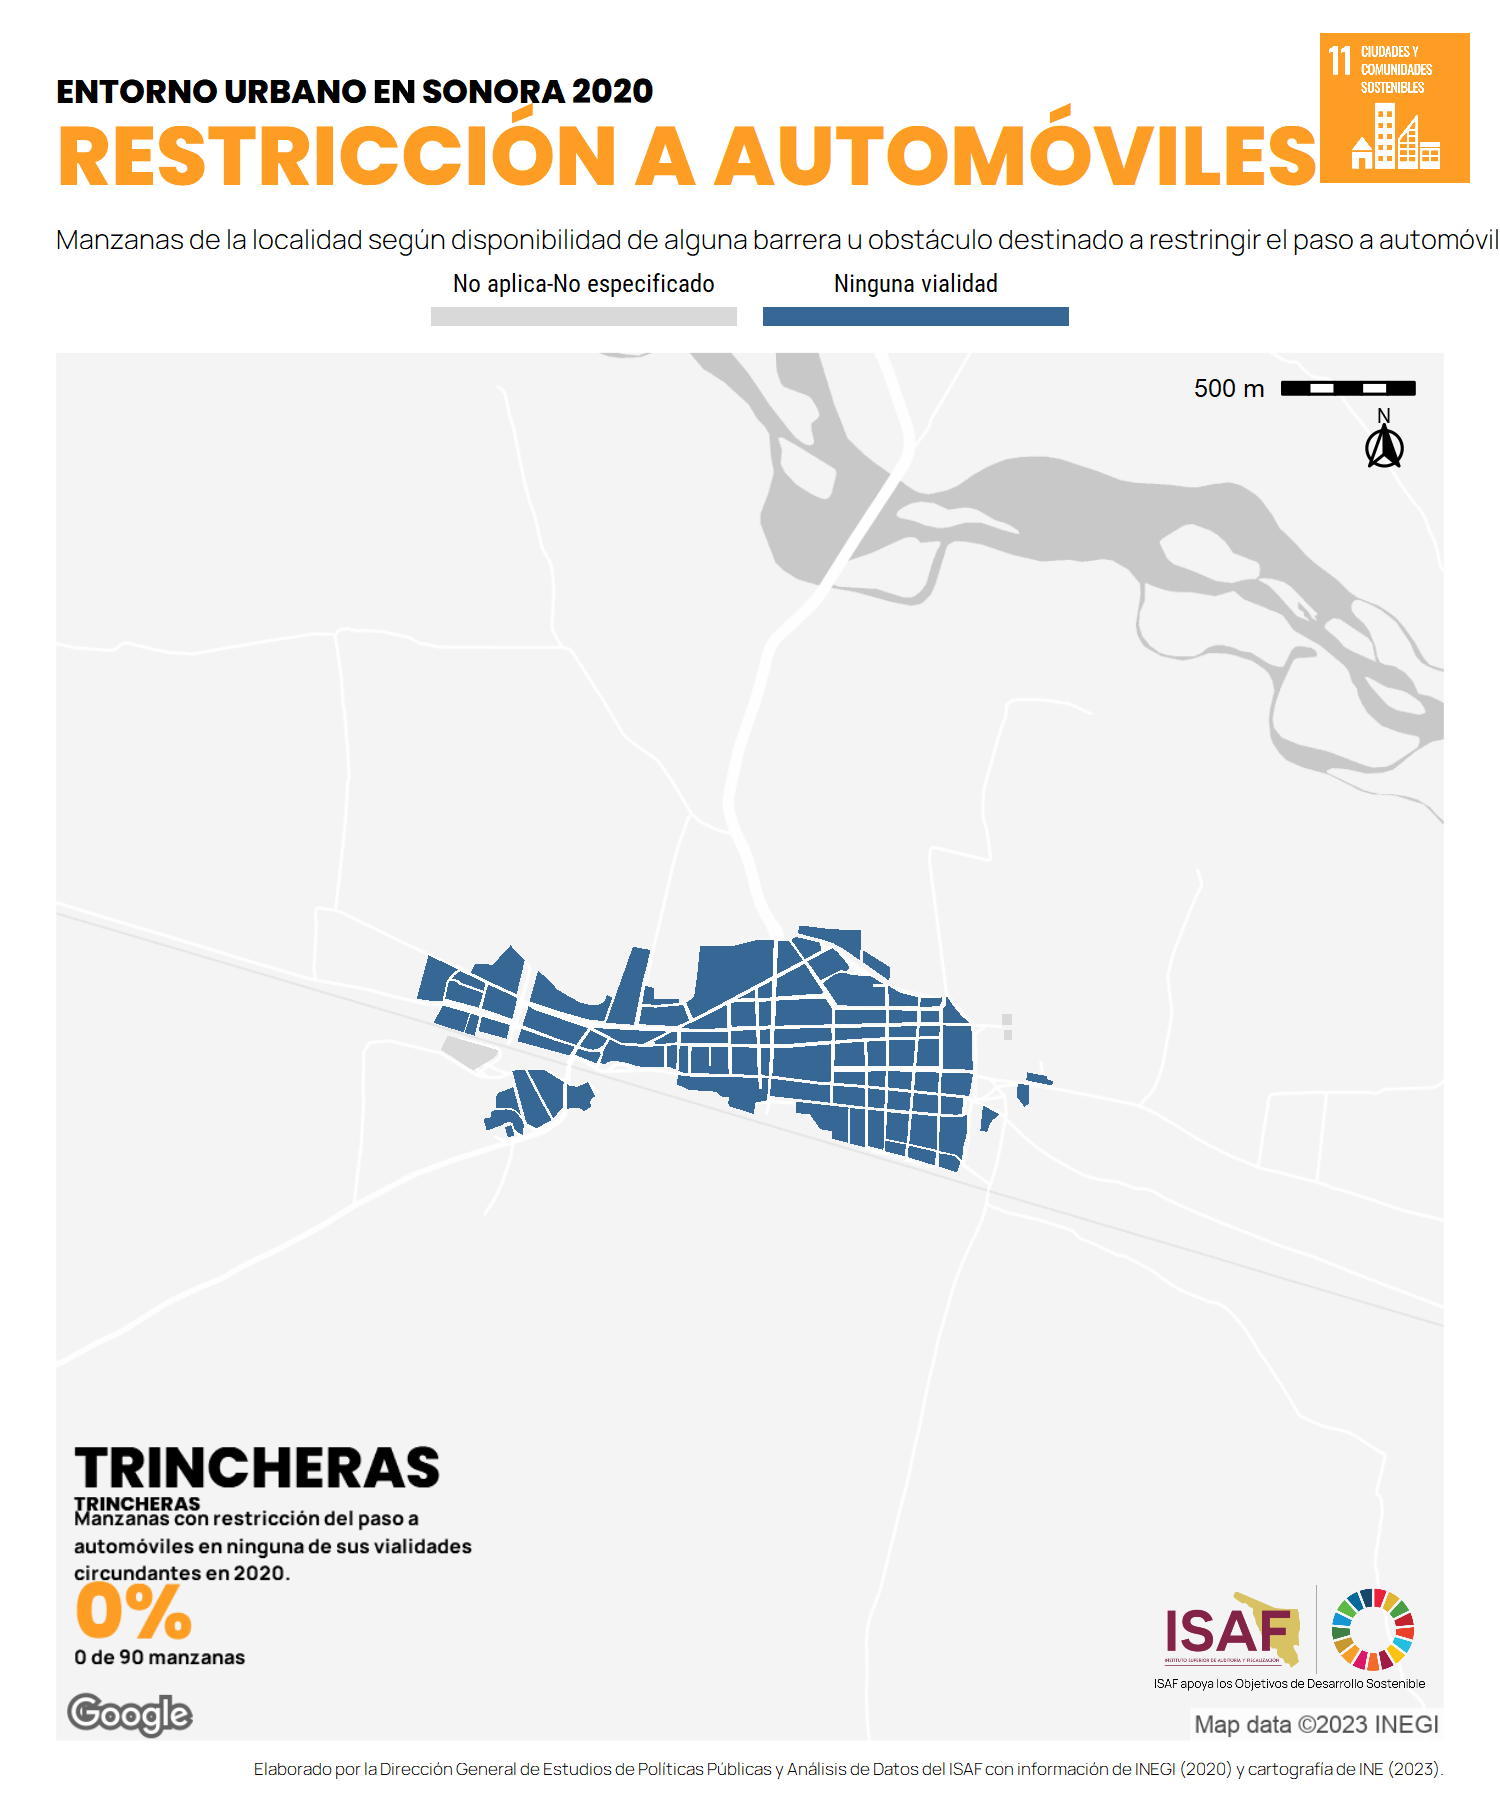 ENTORNO URBANO EN SONORA 2020
RESTRICCIÓN A AUTOMÓVILES
11 CIUDADES Y
COMUNIDADES
SOSTENIBLES
Manzanas de la localidad según disponibilidad de alguna barrera u obstáculo destinado a restringir el paso a automóvil
No aplica-No especificado
Ninguna vialidad
500 m
N
TRINCHERAS
TRINCHERAS
Manzanas con restricción del paso a
automóviles en ninguna de sus vialidades
circundantes en 2020.
0%
0 de 90 manzanas
Google
ISAF
INSTITUTO SUPERIOR DE AUDITORÍA Y FISCALIZACIÓN
ISAF apoya los Objetivos de Desarrollo Sostenible
Map data ©2023 INEGI
Elaborado por la Dirección General de Estudios de Políticas Públicas y Análisis de Datos del ISAF con información de INEGI (2020) y cartografía de INE (2023).